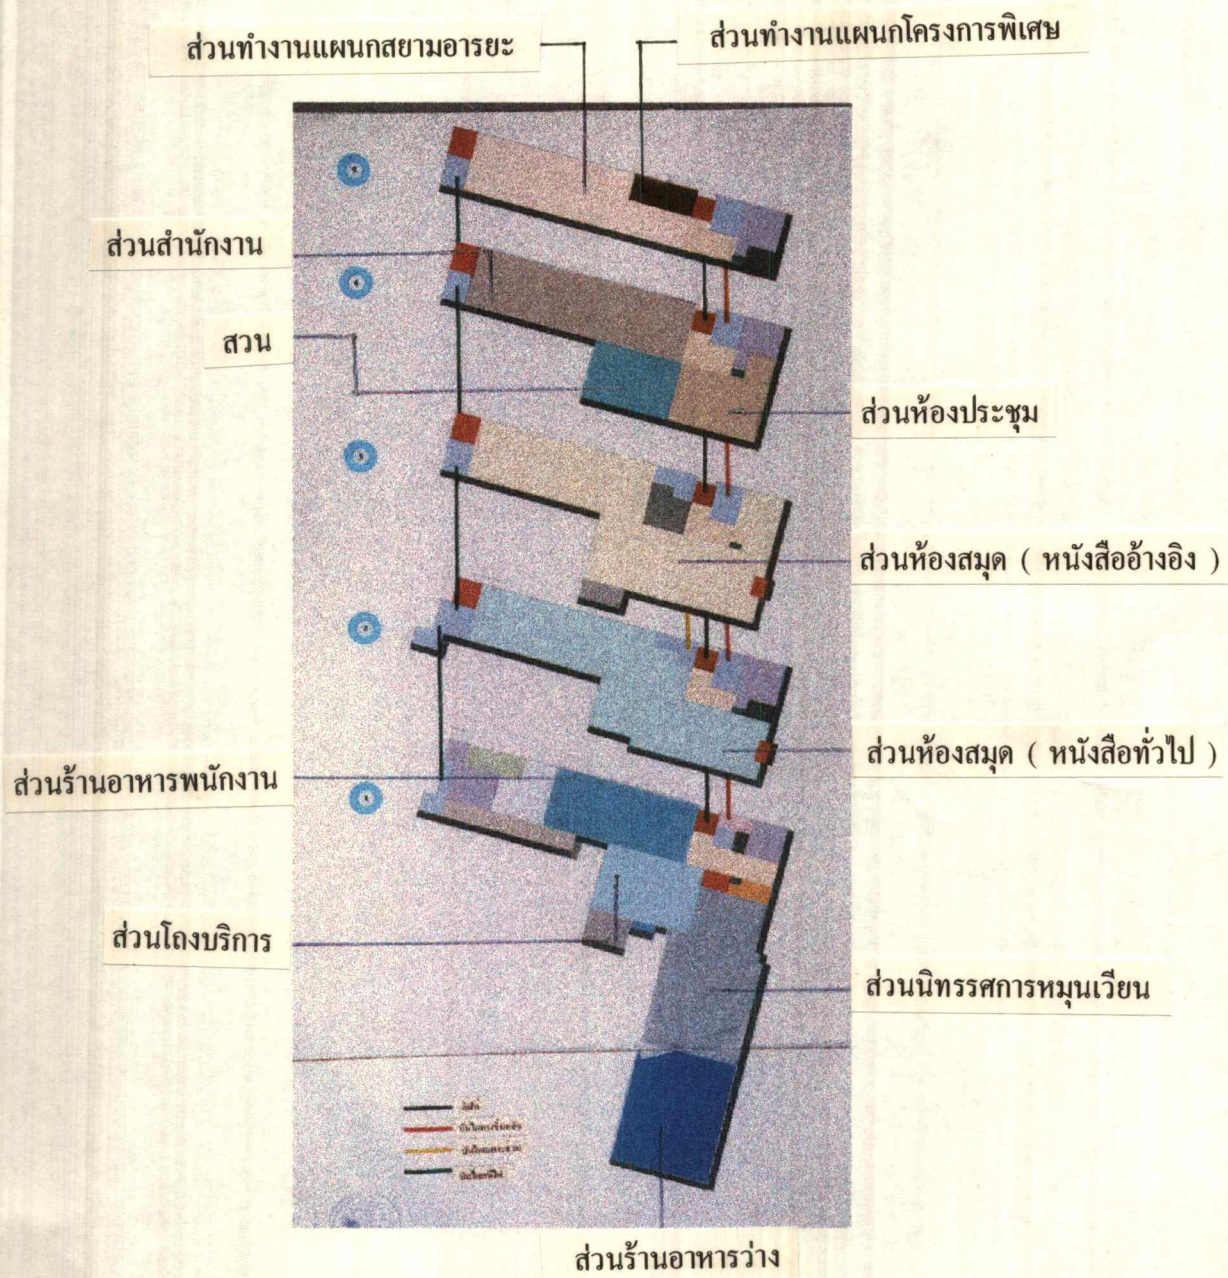 ส่วนทำงานแผนกสยามอารยะ
ส่วนทำงานแผนกโครงการพิเศษ
ส่วนสำนักงาน
สวน
ส่วนห้องประชุม
ส่วนห้องสมุด ( หนังสืออ้างอิง )
ส่วนห้องสมุด ( หนังสือทั่วไป )
ส่วนร้านอาหารพนักงาน
ส่วนโถงบริการ
ส่วนนิทรรศการหมุนเวียน
ส่วนร้านอาหารว่าง